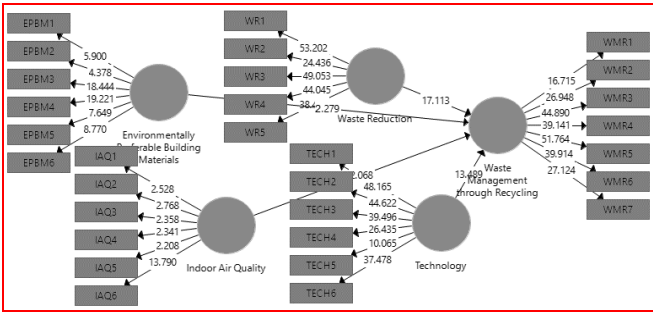 EPBM1
EPBM2
EPBM3
EPBM4
EPBM5
EPBM6
5.900
4.378
18.444
19.221
7.649
8.770
Environmentally
Preferable Building
Materials
WR1
WR2
WR3
WR4
WR5
53.202
24.436
49.053
44.045
2.279
Waste Reduction
17.113
IAQ1
IAQ2
IAQ3
IAQ4
IAQ5
IAQ6
2.528
2.768
2.358
2.341
2.208
13.790
Indoor Air Quality
2.068
TECH1
TECH2
TECH3
TECH4
TECH5
TECH6
48.165
44.622
39.496
26.435
10.065
37.478
Technology
13.489
Waste
Management
through Recycling
16.715
26.948
44.890
39.141
51.764
39.914
27.124
WMR1
WMR2
WMR3
WMR4
WMR5
WMR6
WMR7